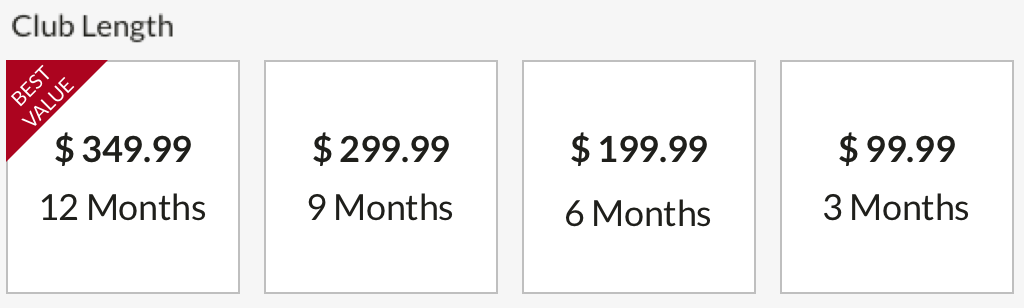 Club Length
BEST
VALUE
$ 349.99
12 Months
$ 299.99
9 Months
$ 199.99
6 Months
$ 99.99
3 Months